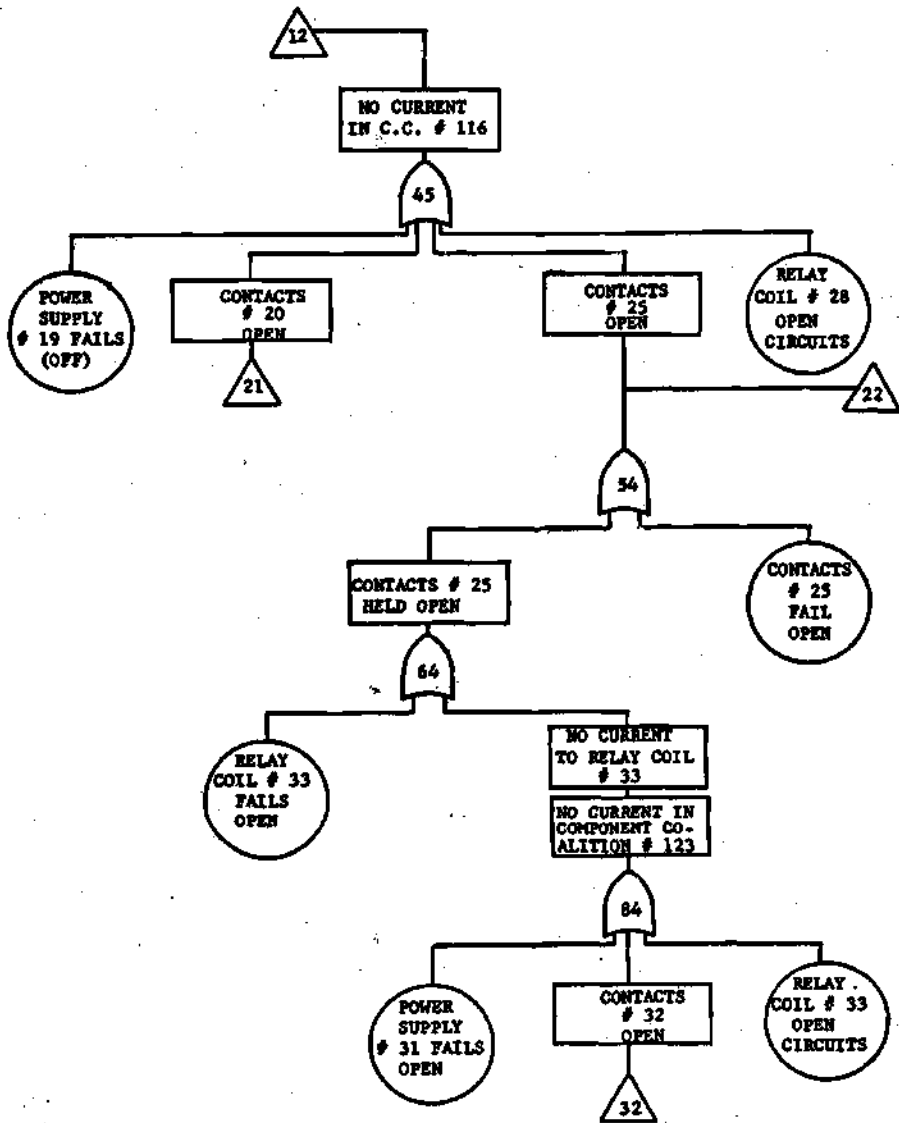 12
NO CURRENT
IN C.C. # 116
45
POWER
SUPPLY
# 19 FAILS
(OFF)
CONTACTS
# 20
OPEN
21
CONTACTS
# 25
OPEN
RELAY
COIL # 28
OPEN
CIRCUITS
22
54
CONTACTS # 25
HELD OPEN
CONTACTS
# 25
FAIL
OPEN
64
RELAY
COIL # 33
FAILS
OPEN
NO CURRENT
TO RELAY COIL
# 33
NO CURRENT IN
COMPONENT CO-
ALITION # 123
84
POWER
SUPPLY
# 31 FAILS
OPEN
CONTACTS
# 32
OPEN
RELAY
COIL # 33
OPEN
CIRCUITS
32